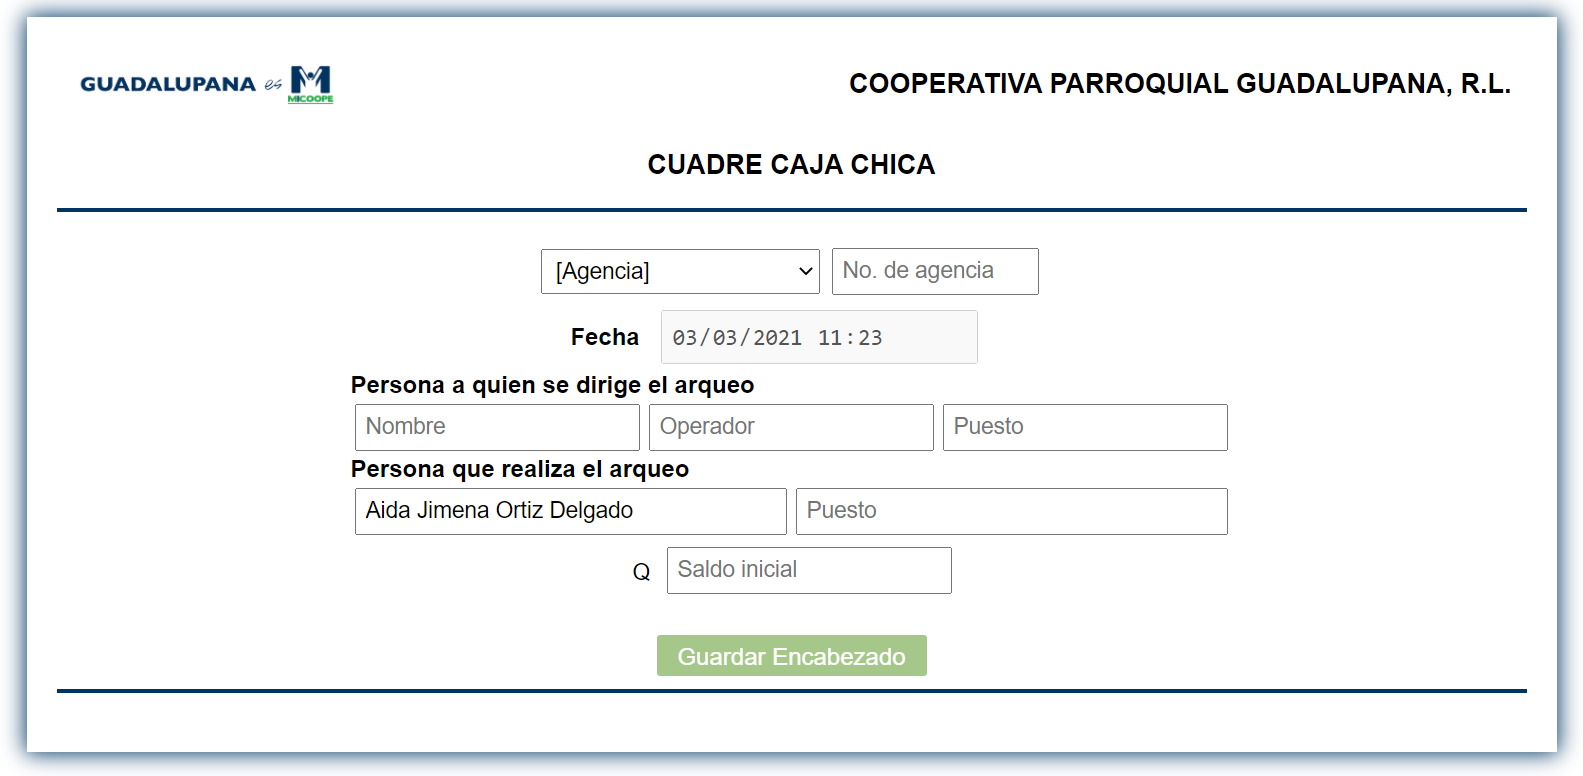 GUADALUPANA es MICOOPE
COOPERATIVA PARROQUIAL GUADALUPANA, R.L.
CUADRE CAJA CHICA
[Agencia] No. de agencia
Fecha 03/03/2021 11:23
Persona a quien se dirige el arqueo
Nombre Operador Puesto
Persona que realiza el arqueo
Aida Jimena Ortiz Delgado Puesto
Q Saldo inicial
Guardar Encabezado